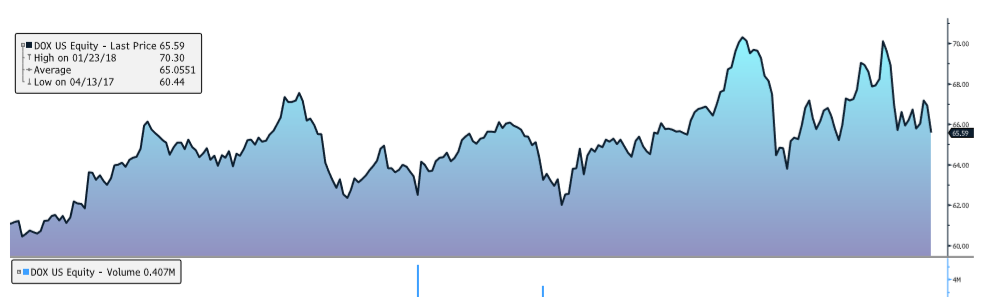 DOX US Equity - Last Price 65.59
High on 01/23/18 70.30
Average 65.0551
Low on 04/13/17 60.44
70.00
68.00
66.00
65.59
64.00
62.00
60.00
DOX US Equity - Volume 0.407M
4M